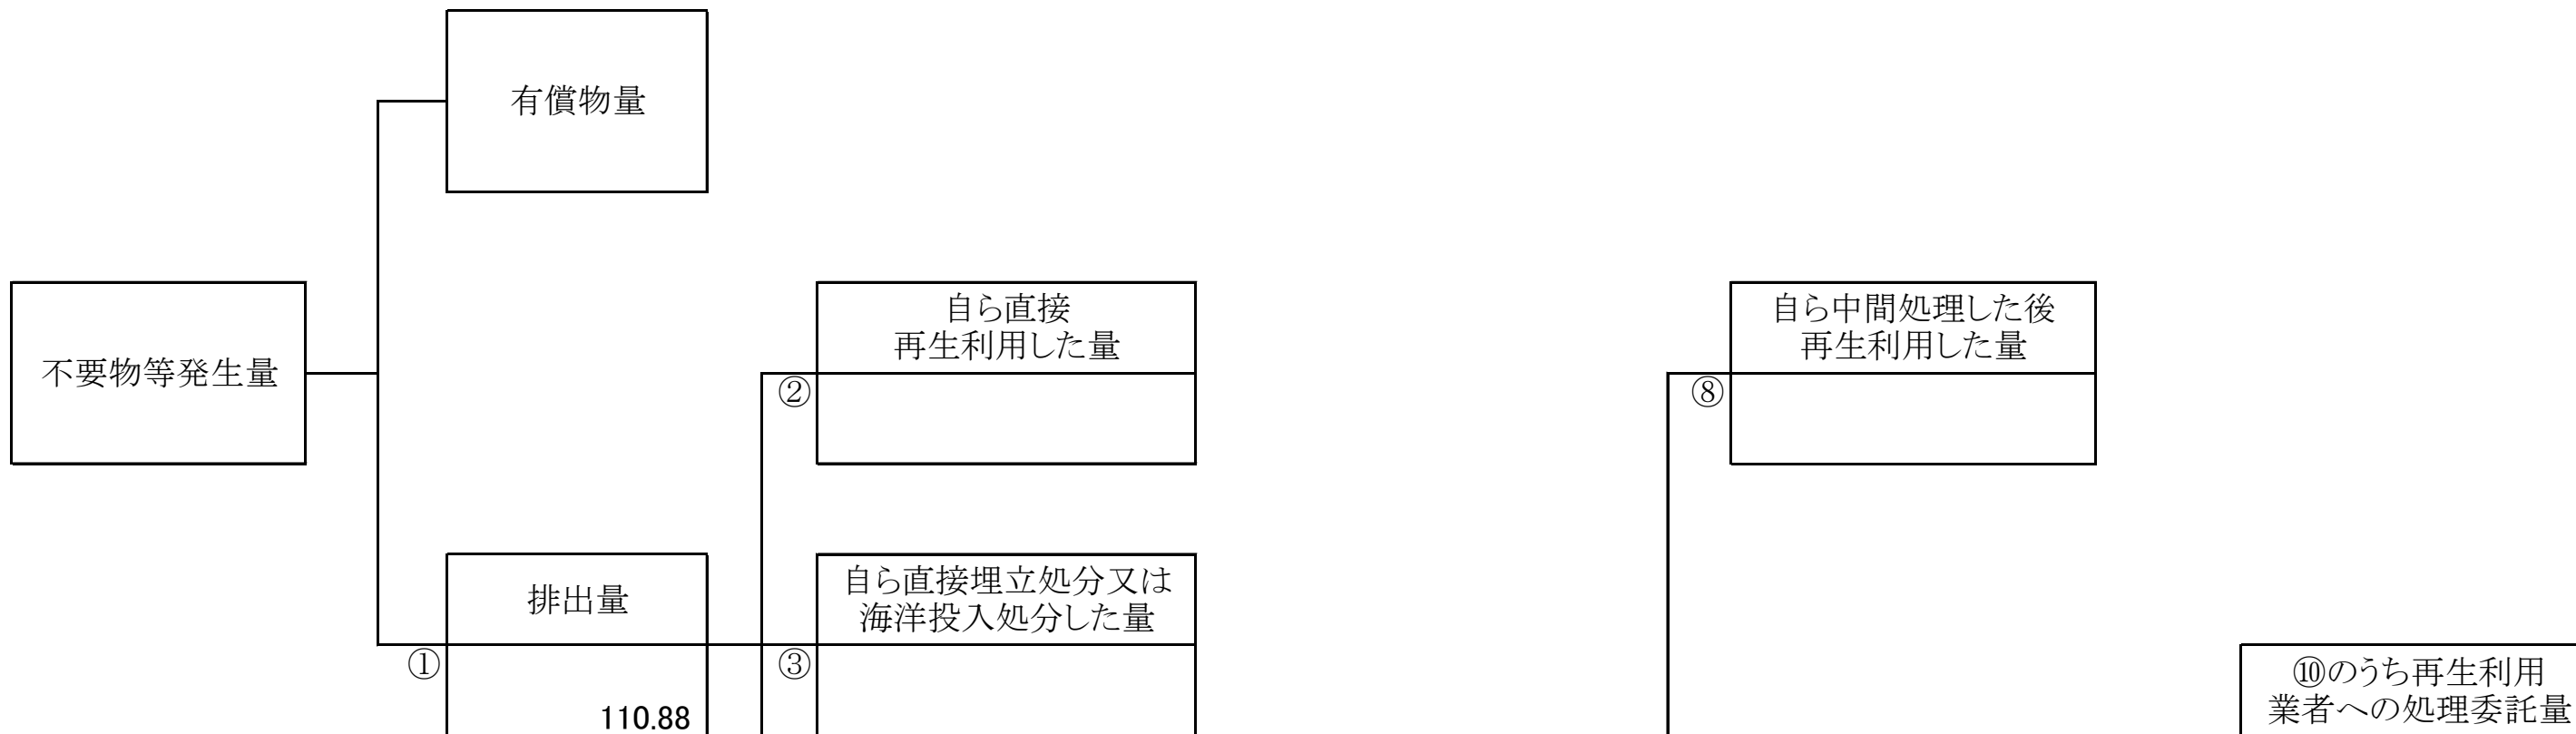 有償物量
不要物等発生量
自ら直接
再生利用した量
②
自ら中間処理した後
再生利用した量
⑧
排出量
①
110.88
自ら直接埋立処分又は
海洋投入処分した量
③
⑩のうち再生利用
業者への処理委託量